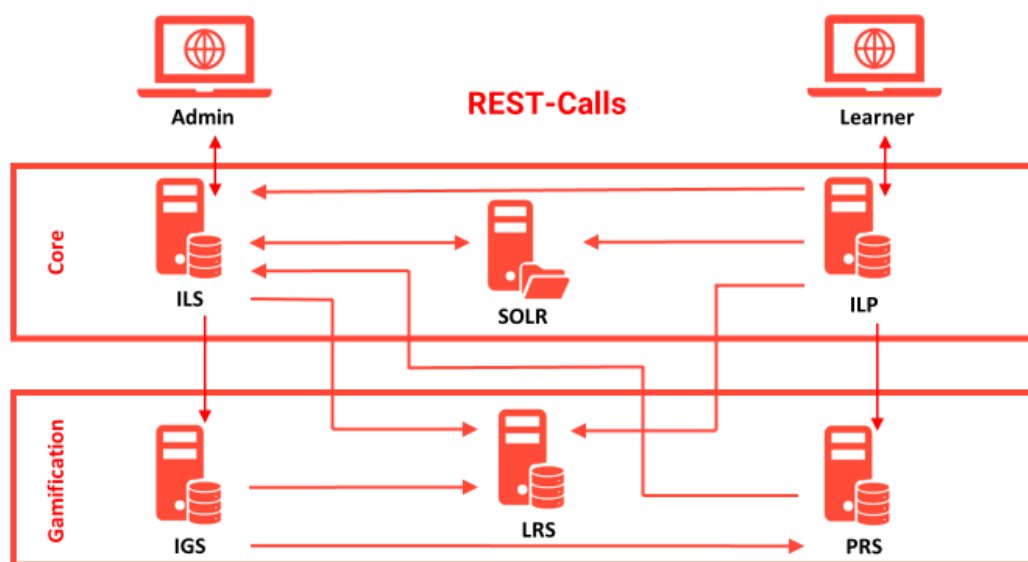 Admin
REST-Calls
Learner
Core
ILS
SOLR
ILP
Gamification
IGS
LRS
PRS